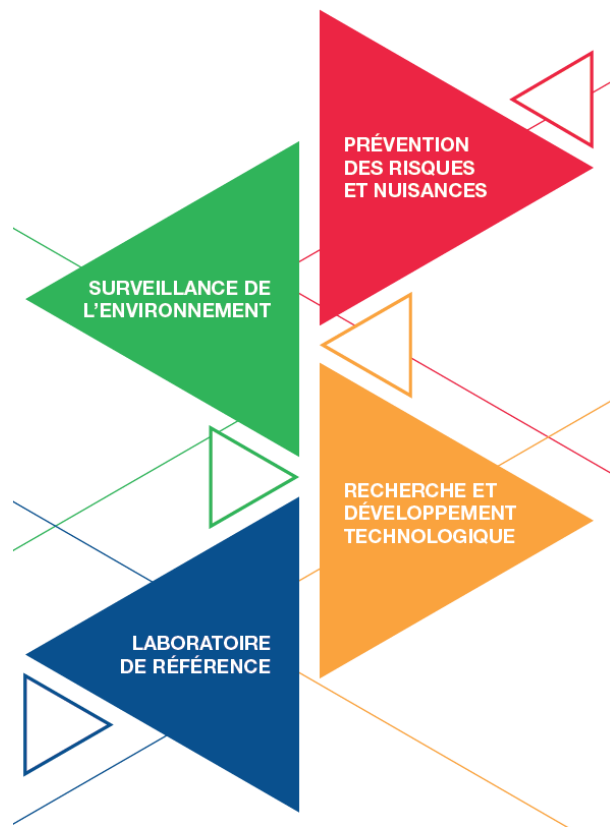 PRÉVENTION
DES RISQUES
ET NUISANCES
SURVEILLANCE DE
L'ENVIRONNEMENT
RECHERCHE ET
DÉVELOPPEMENT
TECHNOLOGIQUE
LABORATOIRE
DE RÉFÉRENCE